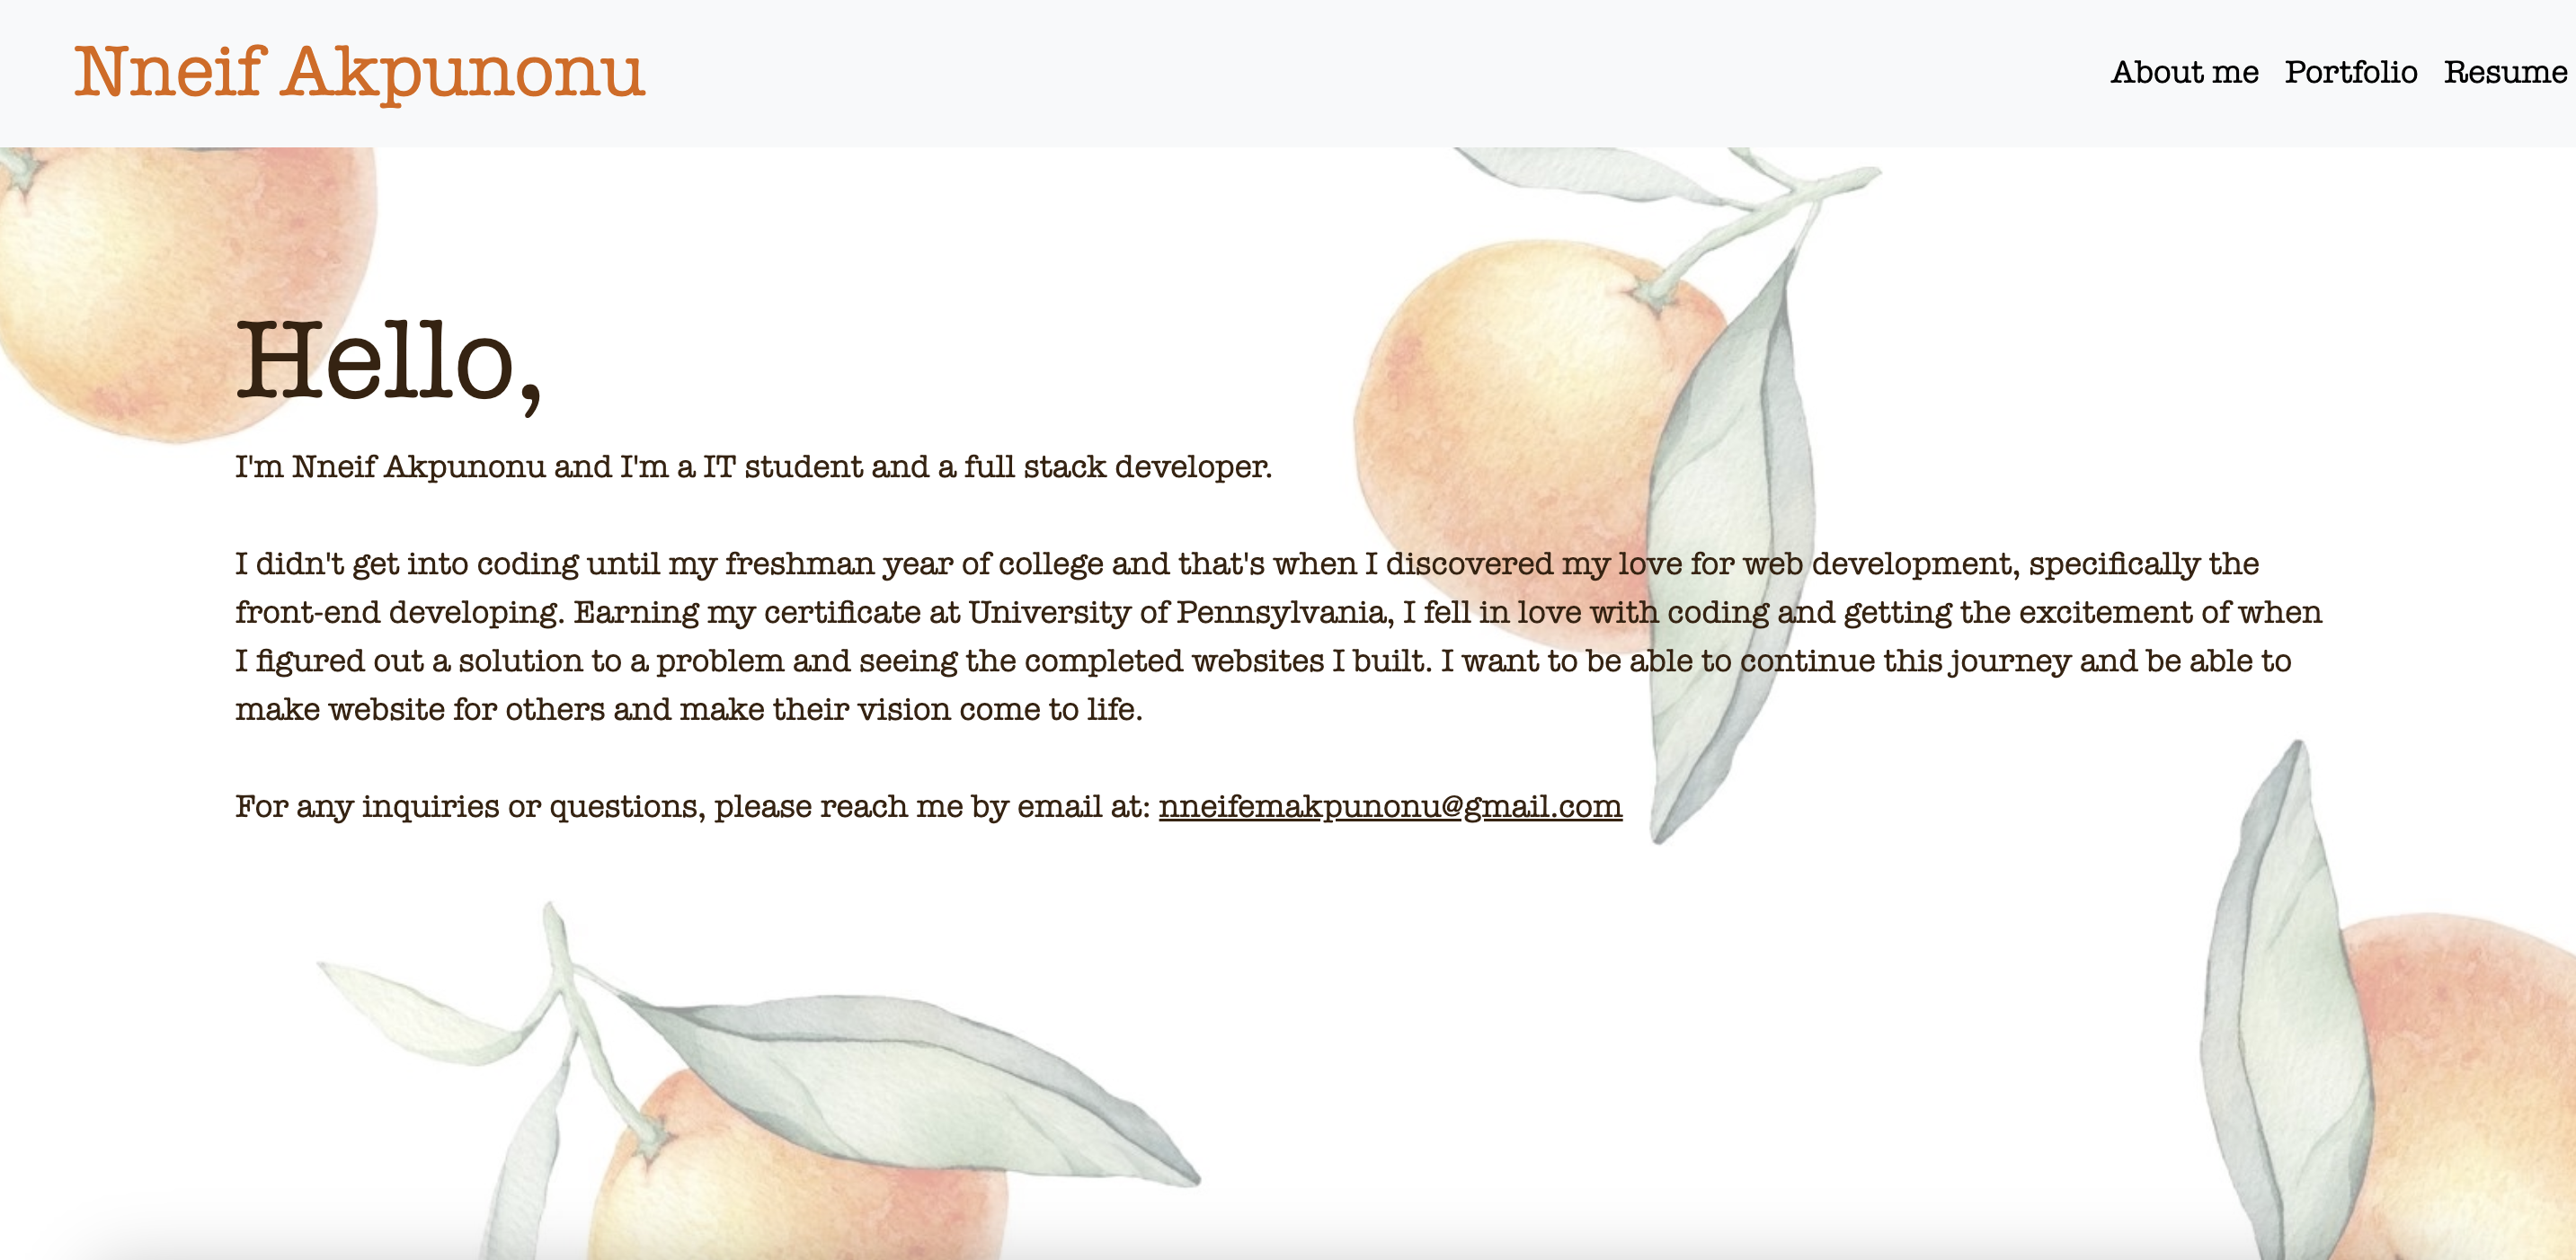 Nneif Akpunonu
About me Portfolio Resume
Hello,
I'm Nneif Akpunonu and I'm a IT student and a full stack developer.
I didn't get into coding until my freshman year of college and that's when I discovered my love for web development, specifically the
front-end developing. Earning my certificate at University of Pennsylvania, I fell in love with coding and getting the excitement of when
I figured out a solution to a problem and seeing the completed websites I built. I want to be able to continue this journey and be able to
make website for others and make their vision come to life.
For any inquiries or questions, please reach me by email at: nneifemakpunonu@gmail.com